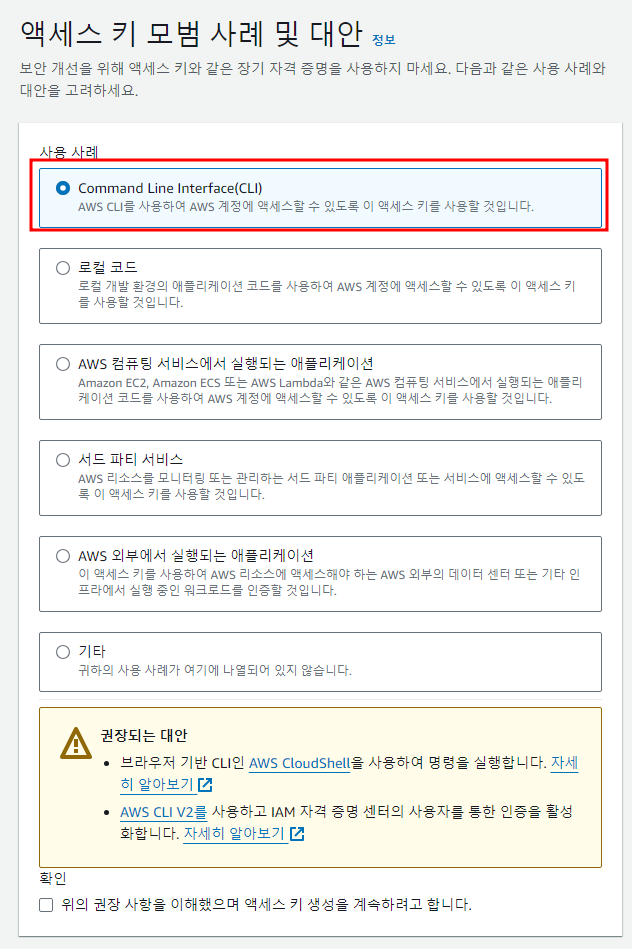 액세스 키 모범 사례 및 대안 정보
보안 개선을 위해 액세스 키와 같은 장기 자격 증명을 사용하지 마세요. 다음과 같은 사용 사례와
대안을 고려하세요.
사용 사례
Command Line Interface(CLI)
AWS CLI를 사용하여 AWS 계정에 액세스할 수 있도록 이 액세스 키를 사용할 것입니다.
로컬 코드
로컬 개발 환경의 애플리케이션 코드를 사용하여 AWS 계정에 액세스할 수 있도록 이 액세스 키
를 사용할 것입니다.
AWS 컴퓨팅 서비스에서 실행되는 애플리케이션
Amazon EC2, Amazon ECS 또는 AWS Lambda와 같은 AWS 컴퓨팅 서비스에서 실행되는 애플리
케이션 코드를 사용하여 AWS 계정에 액세스할 수 있도록 이 액세스 키를 사용할 것입니다.
서드 파티 서비스
AWS 리소스를 모니터링 또는 관리하는 서드 파티 애플리케이션 또는 서비스에 액세스할 수 있도
록 이 액세스 키를 사용할 것입니다.
AWS 외부에서 실행되는 애플리케이션
이 액세스 키를 사용하여 AWS 리소스에 액세스해야 하는 AWS 외부의 데이터 센터 또는 기타 인
프라에서 실행 중인 워크로드를 인증할 것입니다.
기타
귀하의 사용 사례가 여기에 나열되어 있지 않습니다.
권장되는 대안
• 브라우저 기반 CLI인 AWS CloudShell을 사용하여 명령을 실행합니다. 자세
히 알아보기
• AWS CLI V2를 사용하고 IAM 자격 증명 센터의 사용자를 통한 인증을 활성
화합니다. 자세히 알아보기
확인
위의 권장 사항을 이해했으며 액세스 키 생성을 계속하려고 합니다.